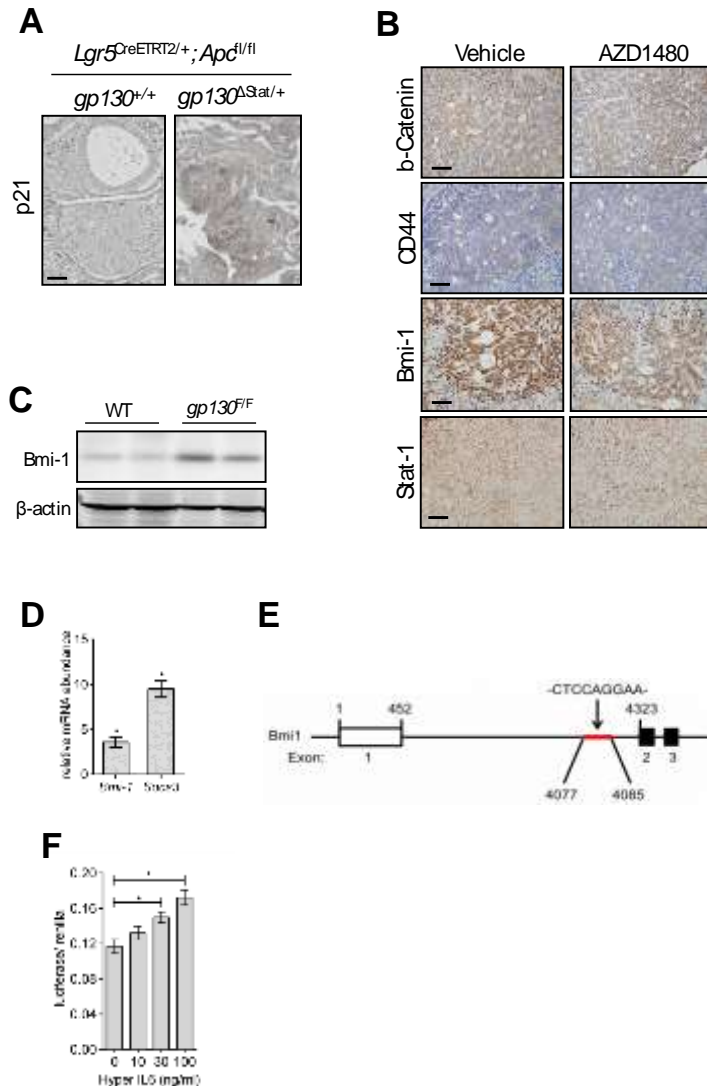 A
Lgr5CreETRT2/+;Apcfl/fl
gp130+/+ gp130ΔStat/+
p21
B
Vehicle AZD1480
b-Catenin
CD44
Bmi-1
Stat-1
C
WT gp130F/F
Bmi-1
β-actin
D
relative mRNA abundance
15
10
5
0
Bmi-1 Socs3
* *
E
-CTCCAGGAA-
1 452 4323
Bmi1
Exon: 1 2 3
4077 4085
F
luciferase/ renilla
0.20
0.16
0.12
0.08
0.04
0.00
* *
0 10 30 100
Hyper IL6 (ng/ml)